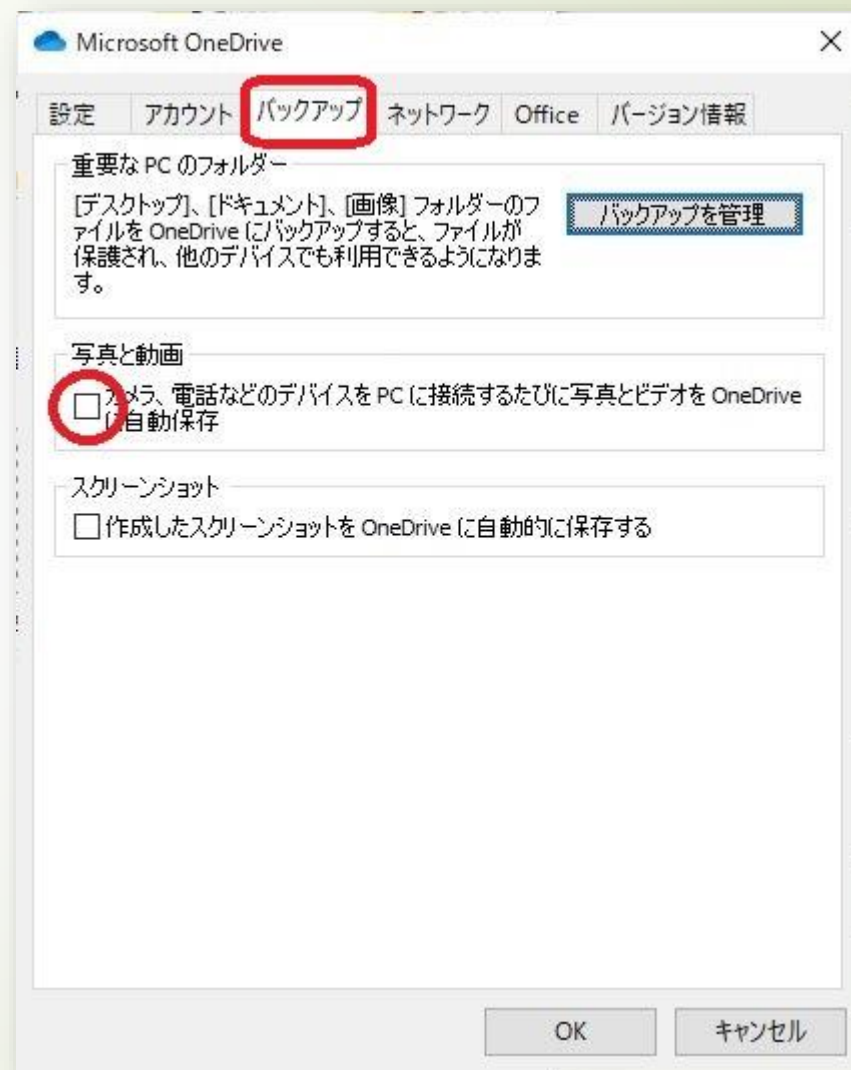 Microsoft OneDrive
設定 アカウント バックアップ ネットワーク Office バージョン情報
重要な PC のフォルダー
[デスクトップ]、[ドキュメント]、[画像] フォルダーのフ
ァイルを OneDrive にバックアップすると、ファイルが
保護され、他のデバイスでも利用できるようになりま
す。
バックアップを管理
写真と動画
カメラ、電話などのデバイスを PC に接続するたびに写真とビデオを OneDrive
に自動保存
スクリーンショット
作成したスクリーンショットを OneDrive に自動的に保存する
OK キャンセル